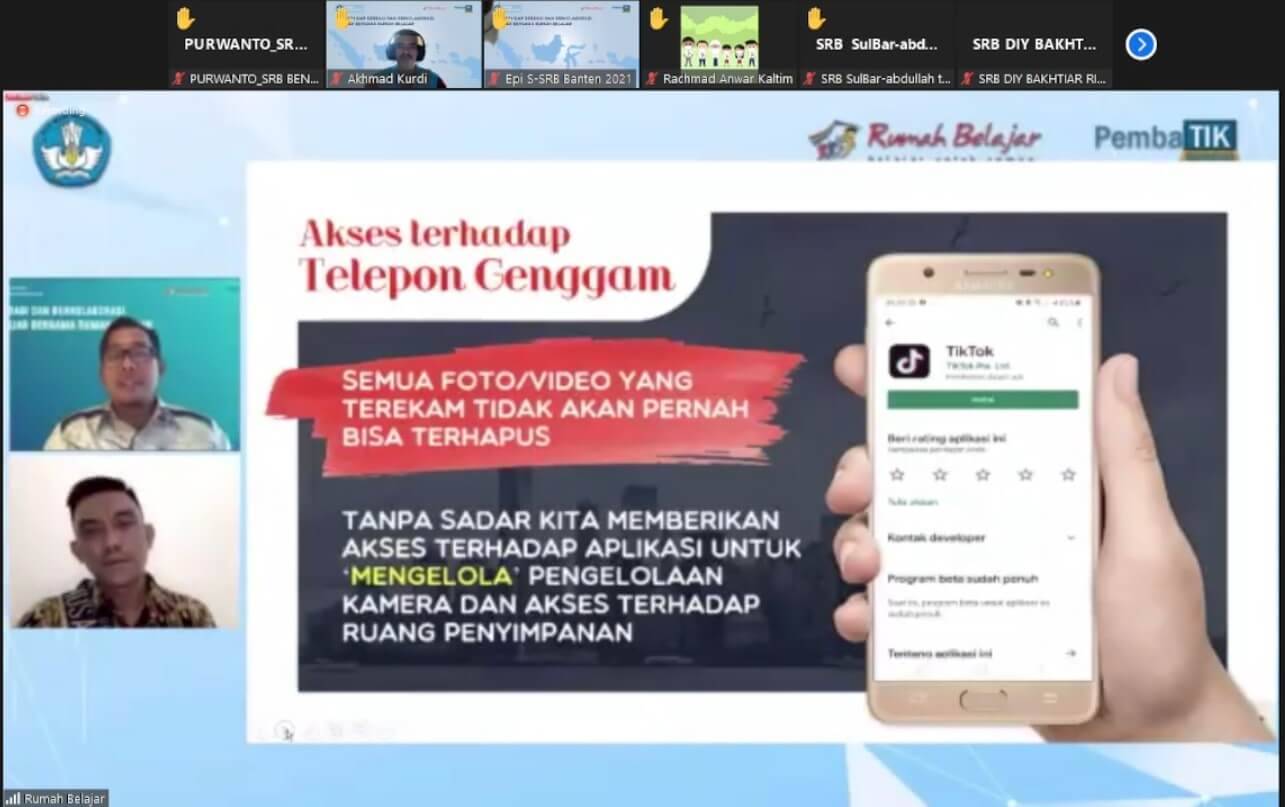 PURWANTO_SR...
SRB SulBar-abd...
SRB DIY BAKHT...
PURWANTO_SRB BEN...
Akhmad Kurdi
Epi S-SRB Banten 2021
Rachmad Anwar Kaltim
SRB SulBar-abdullah t...
SRB DIY BAKHTIAR RI...
Rumah Belajar
PembaTIK
Akses terhadap
Telepon Genggam
SEMUA FOTO/VIDEO YANG
TEREKAM TIDAK AKAN PERNAH
BISA TERHAPUS
TANPA SADAR KITA MEMBERIKAN
AKSES TERHADAP APLIKASI UNTUK
'MENGELOLA' PENGELOLAAN
KAMERA DAN AKSES TERHADAP
RUANG PENYIMPANAN
SAMSUNG
TikTok
TikTok Pte. Ltd.
Beri rating aplikasi ini
Tulis ulasan
Kontak developer
Program beta sudah penuh
Tentang aplikasi ini
BERKOLABORASI
Rumah Belajar